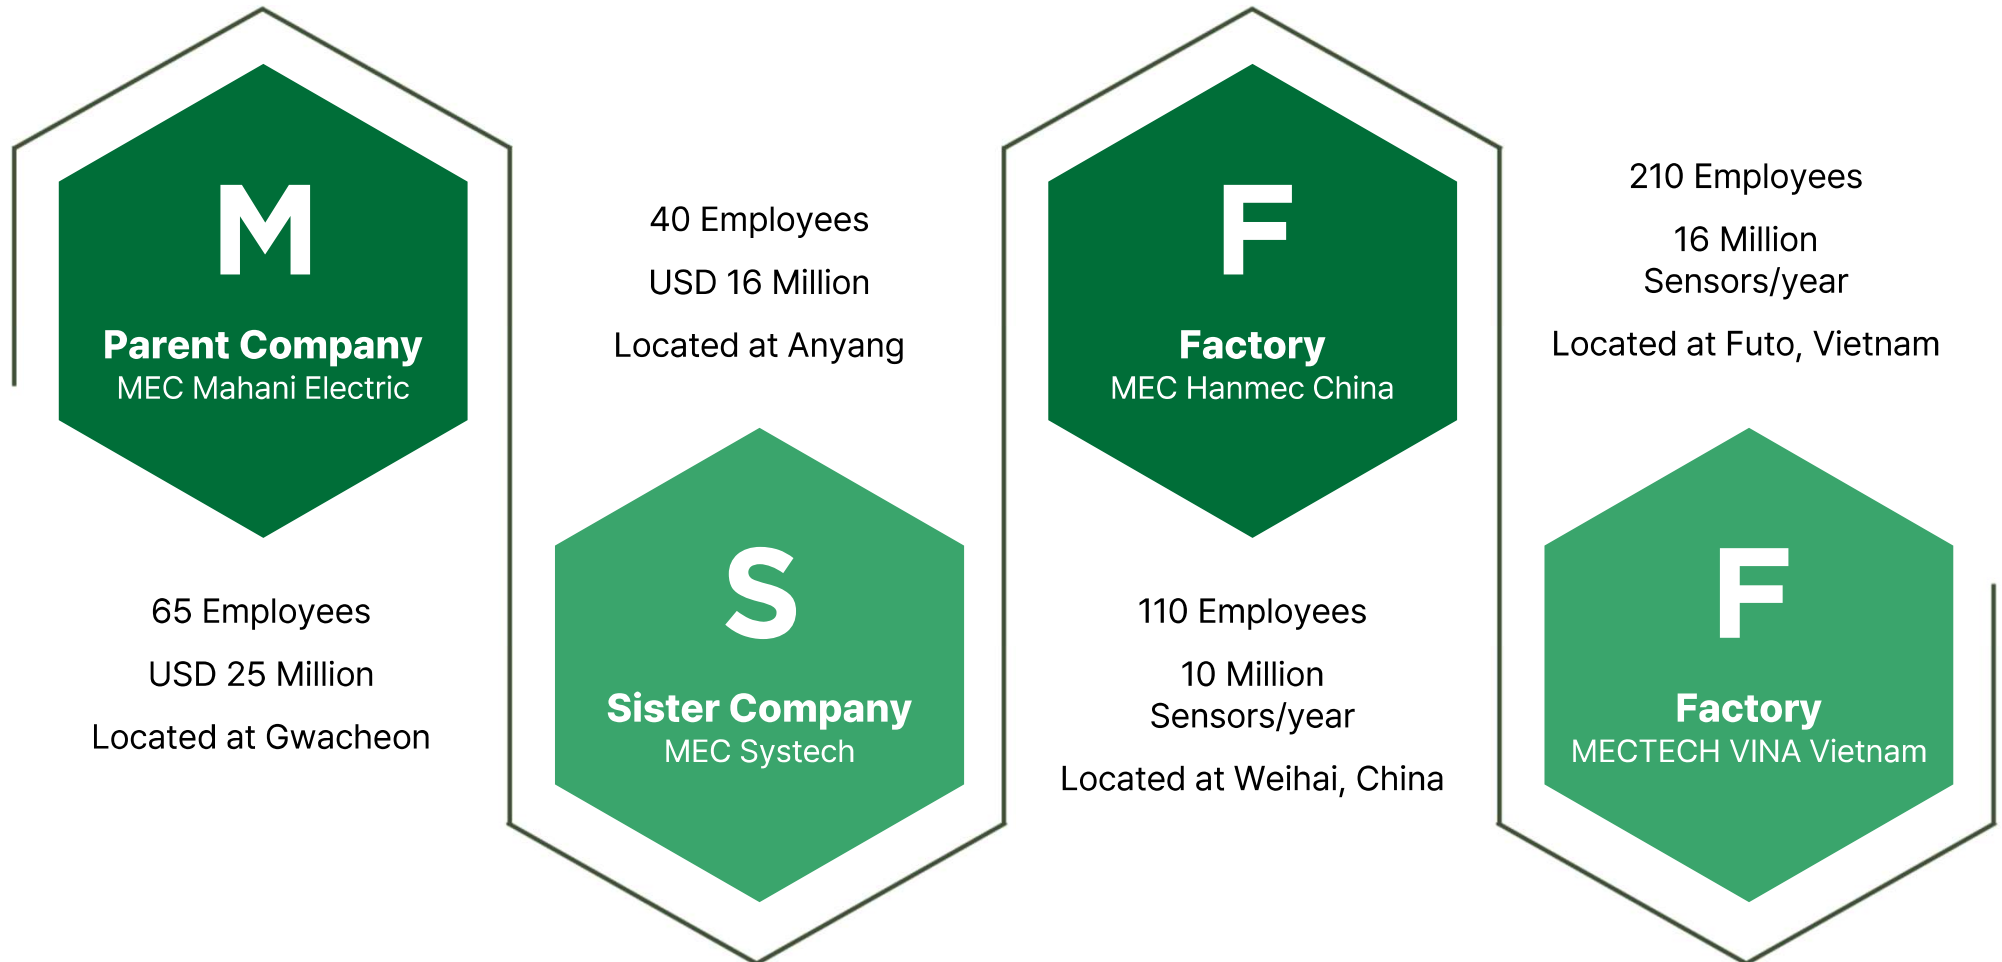 M
Parent Company
MEC Mahani Electric
65 Employees
USD 25 Million
Located at Gwacheon
40 Employees
USD 16 Million
Located at Anyang
S
Sister Company
MEC Systech
F
Factory
MEC Hanmec China
110 Employees
10 Million
Sensors/year
Located at Weihai, China
210 Employees
16 Million
Sensors/year
Located at Futo, Vietnam
F
Factory
MECTECH VINA Vietnam